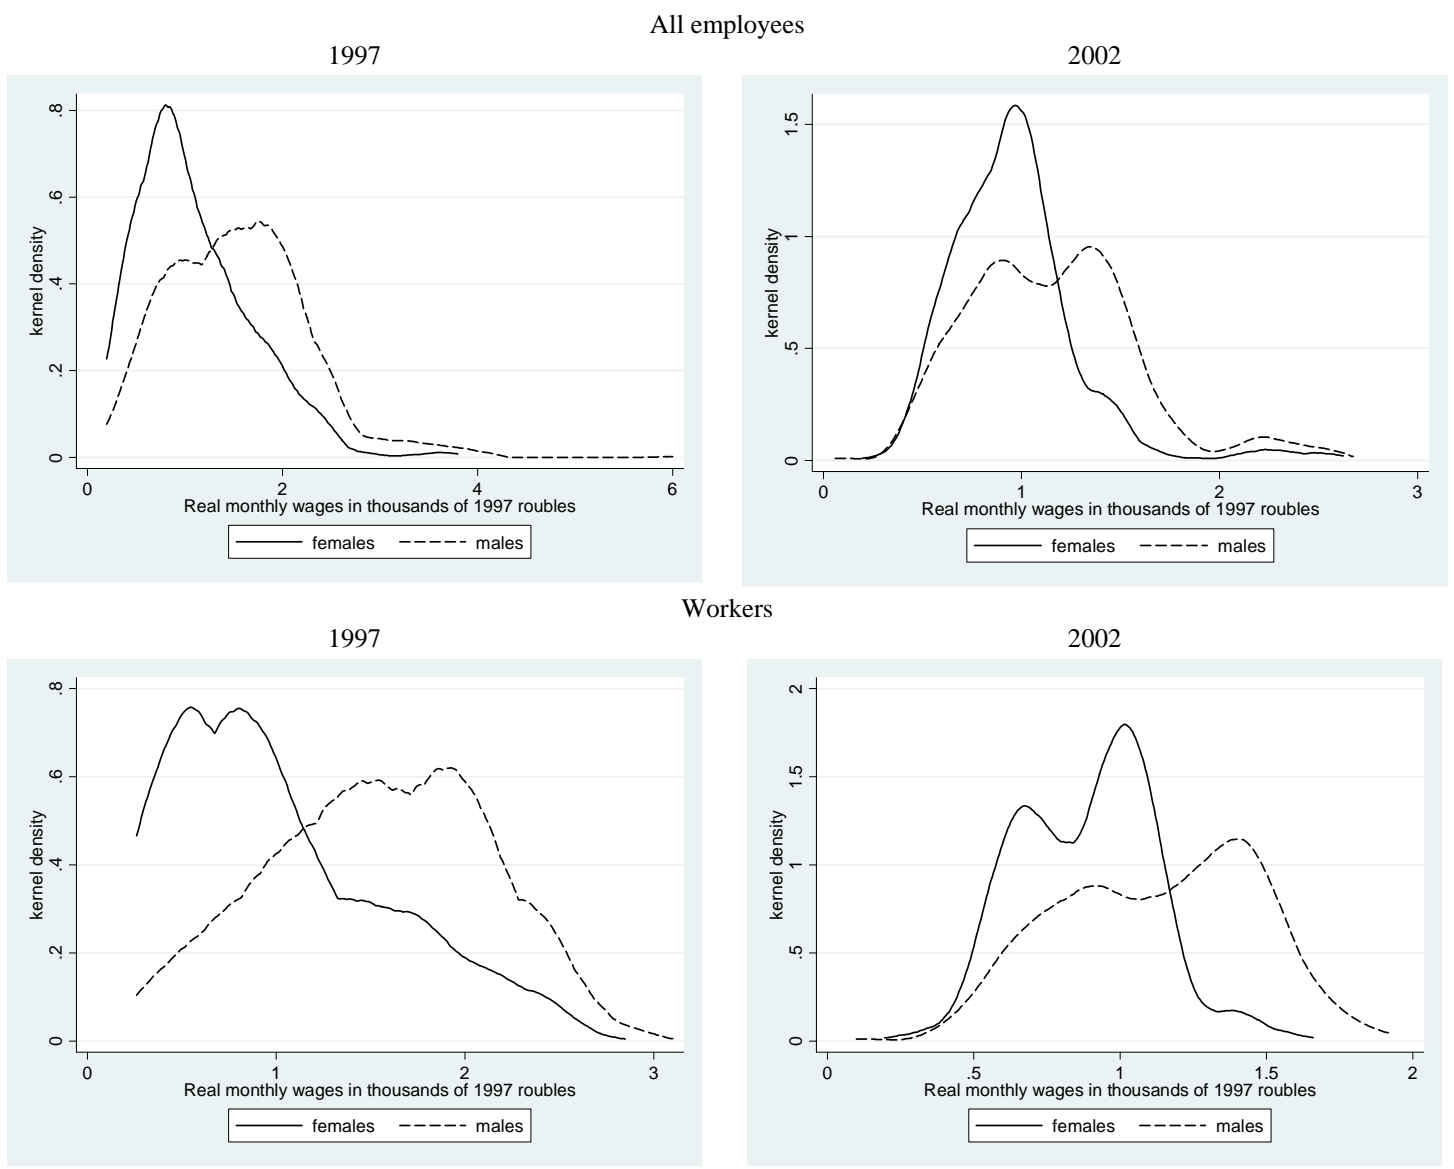 All employees
1997
2002
kernel density
0 .2 .4 .6 .8
0 2 4 6
Real monthly wages in thousands of 1997 roubles
females males
kernel density
0 .5 1 1.5
0 1 2 3
Real monthly wages in thousands of 1997 roubles
females males
Workers
1997
2002
kernel density
0 .2 .4 .6 .8
0 1 2 3
Real monthly wages in thousands of 1997 roubles
females males
kernel density
0 .5 1 1.5 2
0 .5 1 1.5 2
Real monthly wages in thousands of 1997 roubles
females males